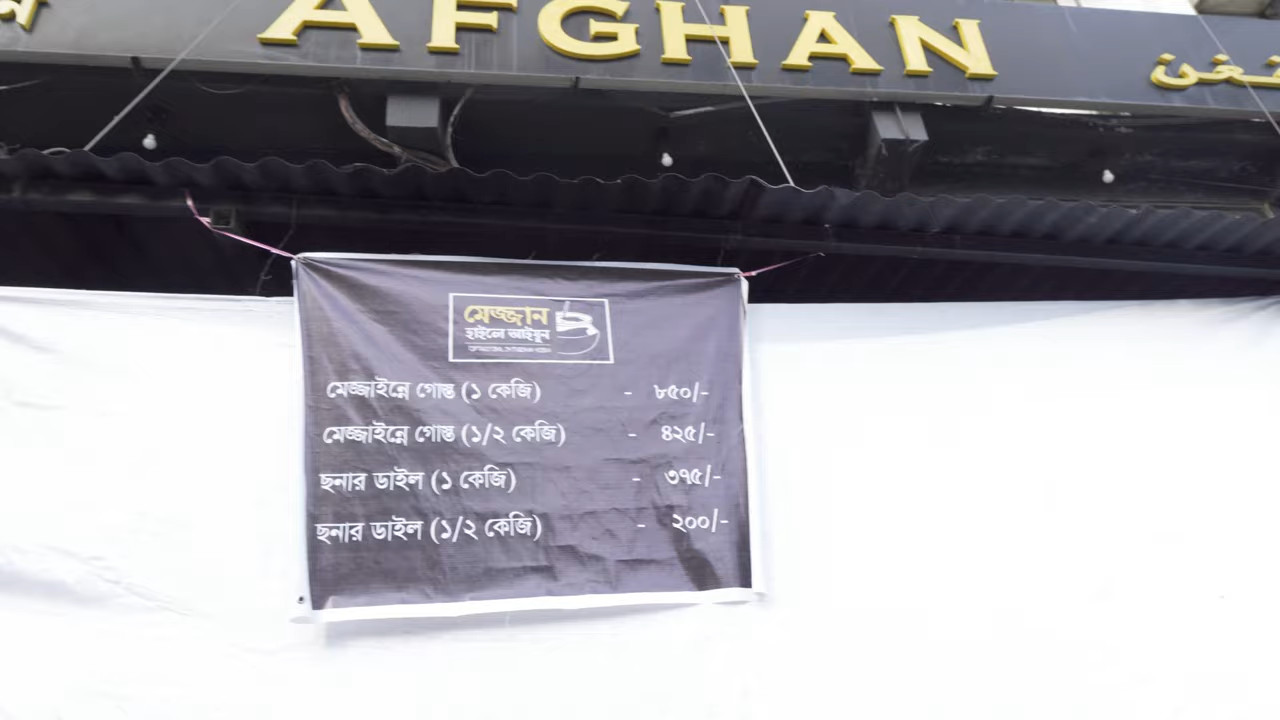 AFGHAN
মেজ্জান
হাইলে আইয়ুন
মেজ্জাইন্নে গোস্ত (১ কেজি) - ৮৫০/-
মেজ্জাইন্নে গোস্ত (১/২ কেজি) - ৪২৫/-
ছনার ডাইল (১ কেজি) - ৩৭৫/-
ছনার ডাইল (১/২ কেজি) - ২০০/-